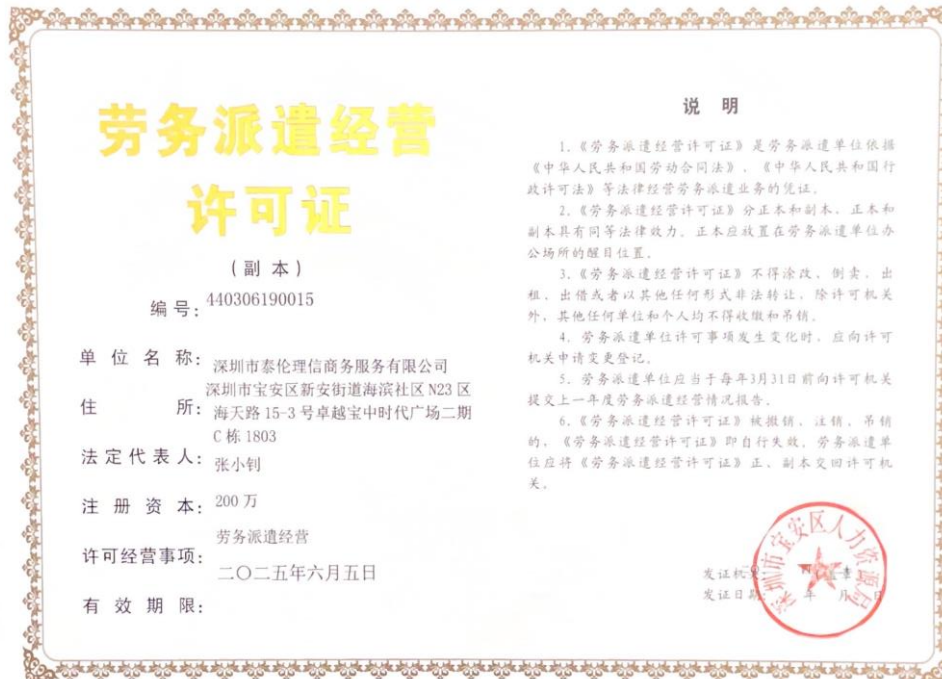 劳务派遣经营
许可证
(副 本)
编号: 440306190015
单 位 名 称: 深圳市泰伦理信商务服务有限公司
住 所: 深圳市宝安区新安街道海滨社区 N23 区
海天路 15-3 号卓越宝中时代广场二期
C 栋 1803
法定代表人: 张小钊
注 册 资 本: 200 万
许可经营事项: 劳务派遣经营
有 效 期 限: 二〇二五年六月五日
说 明
1.《劳务派遣经营许可证》是劳务派遣单位依据
《中华人民共和国劳动合同法》、《中华人民共和国行
政许可法》等法律经营劳务派遣业务的凭证。
2.《劳务派遣经营许可证》分正本和副本, 正本和
副本具有同等法律效力。正本应放置在劳务派遣单位办
公场所的醒目位置。
3.《劳务派遣经营许可证》不得涂改、倒卖、出
租、出借或者以其他任何形式非法转让, 除许可机关
外, 其他任何单位和个人均不得收缴和吊销。
4. 劳务派遣单位许可事项发生变化时, 应向许可
机关申请变更登记。
5. 劳务派遣单位应当于每年3月31日前向许可机关
提交上一年度劳务派遣经营情况报告。
6.《劳务派遣经营许可证》被撤销、注销、吊销
的,《劳务派遣经营许可证》即自行失效, 劳务派遣单
位应将《劳务派遣经营许可证》正、副本交回许可机
关。
深圳市宝安区人力资源局
发证机关:
发证日期: 年 月 日